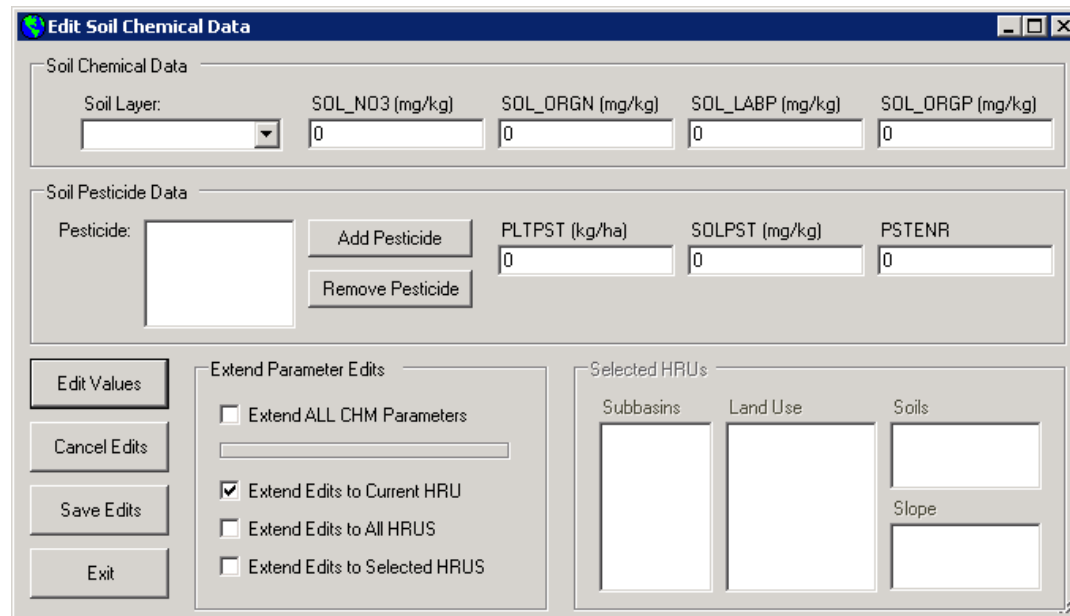 Edit Soil Chemical Data
Soil Chemical Data
Soil Layer: SOL_NO3 (mg/kg) SOL_ORGN (mg/kg) SOL_LABP (mg/kg) SOL_ORGP (mg/kg)
0 0 0 0
Soil Pesticide Data
Pesticide: Add Pesticide PLTPST (kg/ha) SOLPST (mg/kg) PSTENR
0 0 0
Remove Pesticide
Edit Values
Cancel Edits
Save Edits
Exit
Extend Parameter Edits
Extend ALL CHM Parameters
Extend Edits to Current HRU
Extend Edits to All HRUS
Extend Edits to Selected HRUS
Selected HRUs
Subbasins Land Use Soils
Slope